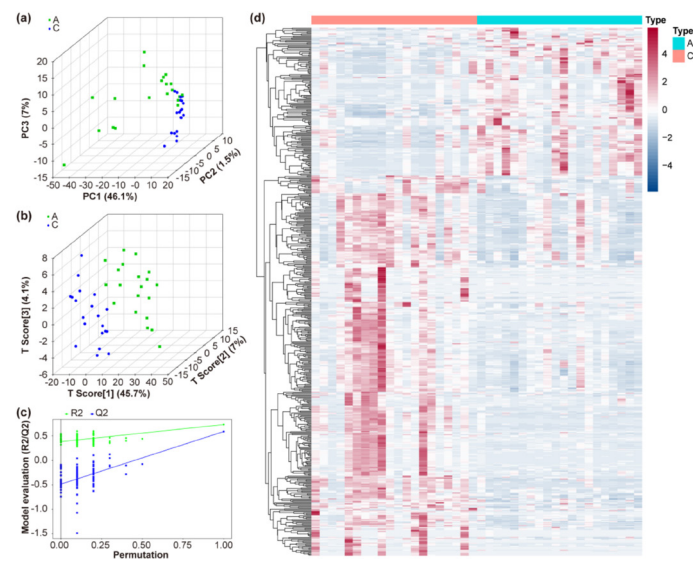 (a)
A
C
20
15
10
5
0
-5
-10
-15
PC3 (7%)
-50
-40
-30
-20
-10
0
10
20
PC1 (46.1%)
-15
-10
-5
0
5
10
PC2 (1.5%)
(b)
A
C
8
6
4
2
0
-2
-4
-6
T Score[3] (4.1%)
-20
-10
0
10
20
30
40
50
T Score[1] (45.7%)
-15
-10
-5
0
5
10
15
T Score[2] (7%)
(c)
R2 Q2
0.5
0.0
-0.5
-1.0
-1.5
Model evaluation (R2/Q2)
0.00 0.25 0.50 0.75 1.00
Permutation
(d)
Type
4
2
0
-2
-4
Type
A
C